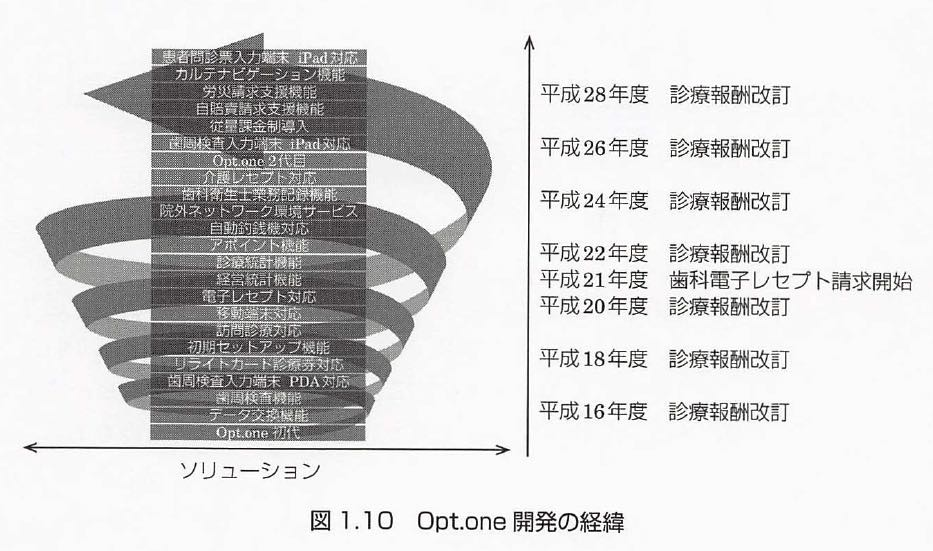 患者問診票入力端末 iPad対応
カルテナビゲーション機能
労災請求支援機能
自賠責請求支援機能
従量課金制導入
歯周検査入力端末 iPad対応
Opt.one 2代目
介護レセプト対応
歯科衛生士業務記録機能
院外ネットワーク環境サービス
自動釣銭機対応
アポイント機能
診療統計機能
経営統計機能
電子レセプト対応
移動端末対応
訪問診療対応
初期セットアップ機能
リライトカード診療券対応
歯周検査入力端末 PDA対応
歯周検査機能
データ交換機能
Opt.one 初代
ソリューション
平成28年度 診療報酬改訂
平成26年度 診療報酬改訂
平成24年度 診療報酬改訂
平成22年度 診療報酬改訂
平成21年度 歯科電子レセプト請求開始
平成20年度 診療報酬改訂
平成18年度 診療報酬改訂
平成16年度 診療報酬改訂
図1.10 Opt.one開発の経緯